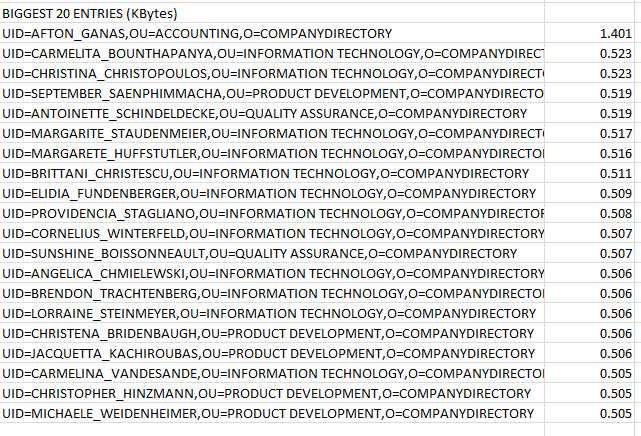 BIGGEST 20 ENTRIES (KBytes)
UID=AFTON_GANAS,OU=ACCOUNTING,O=COMPANYDIRECTORY 1.401
UID=CARMELITA_BOUNTHAPANYA,OU=INFORMATION TECHNOLOGY,O=COMPANYDIRECT 0.523
UID=CHRISTINA_CHRISTOPOULOS,OU=INFORMATION TECHNOLOGY,O=COMPANYDIRECT 0.523
UID=SEPTEMBER_SAENPHIMMACHA,OU=PRODUCT DEVELOPMENT,O=COMPANYDIRECTO 0.519
UID=ANTOINETTE_SCHINDELDECKE,OU=QUALITY ASSURANCE,O=COMPANYDIRECTORY 0.519
UID=MARGARITE_STAUDENMEIER,OU=INFORMATION TECHNOLOGY,O=COMPANYDIRECT 0.517
UID=MARGARETE_HUFFSTUTLER,OU=INFORMATION TECHNOLOGY,O=COMPANYDIRECTO 0.516
UID=BRITTANI_CHRISTESCU,OU=INFORMATION TECHNOLOGY,O=COMPANYDIRECTORY 0.511
UID=ELIDIA_FUNDENBERGER,OU=INFORMATION TECHNOLOGY,O=COMPANYDIRECTORY 0.509
UID=PROVIDENCIA_STAGLIANO,OU=INFORMATION TECHNOLOGY,O=COMPANYDIRECTOR 0.508
UID=CORNELIUS_WINTERFELD,OU=INFORMATION TECHNOLOGY,O=COMPANYDIRECTORY 0.507
UID=SUNSHINE_BOISSONNEAULT,OU=QUALITY ASSURANCE,O=COMPANYDIRECTORY 0.507
UID=ANGELICA_CHMIELEWSKI,OU=INFORMATION TECHNOLOGY,O=COMPANYDIRECTORY 0.506
UID=BRENDON_TRACHTENBERG,OU=INFORMATION TECHNOLOGY,O=COMPANYDIRECTO 0.506
UID=LORRAINE_STEINMEYER,OU=INFORMATION TECHNOLOGY,O=COMPANYDIRECTORY 0.506
UID=CHRISTENA_BRIDENBAUGH,OU=PRODUCT DEVELOPMENT,O=COMPANYDIRECTORY 0.506
UID=JACQUETTA_KACHIROUBAS,OU=PRODUCT DEVELOPMENT,O=COMPANYDIRECTORY 0.506
UID=CARMELINA_VANDESANDE,OU=INFORMATION TECHNOLOGY,O=COMPANYDIRECTOR 0.505
UID=CHRISTOPHER_HINZMANN,OU=PRODUCT DEVELOPMENT,O=COMPANYDIRECTORY 0.505
UID=MICHAELE_WEIDENHEIMER,OU=PRODUCT DEVELOPMENT,O=COMPANYDIRECTORY 0.505